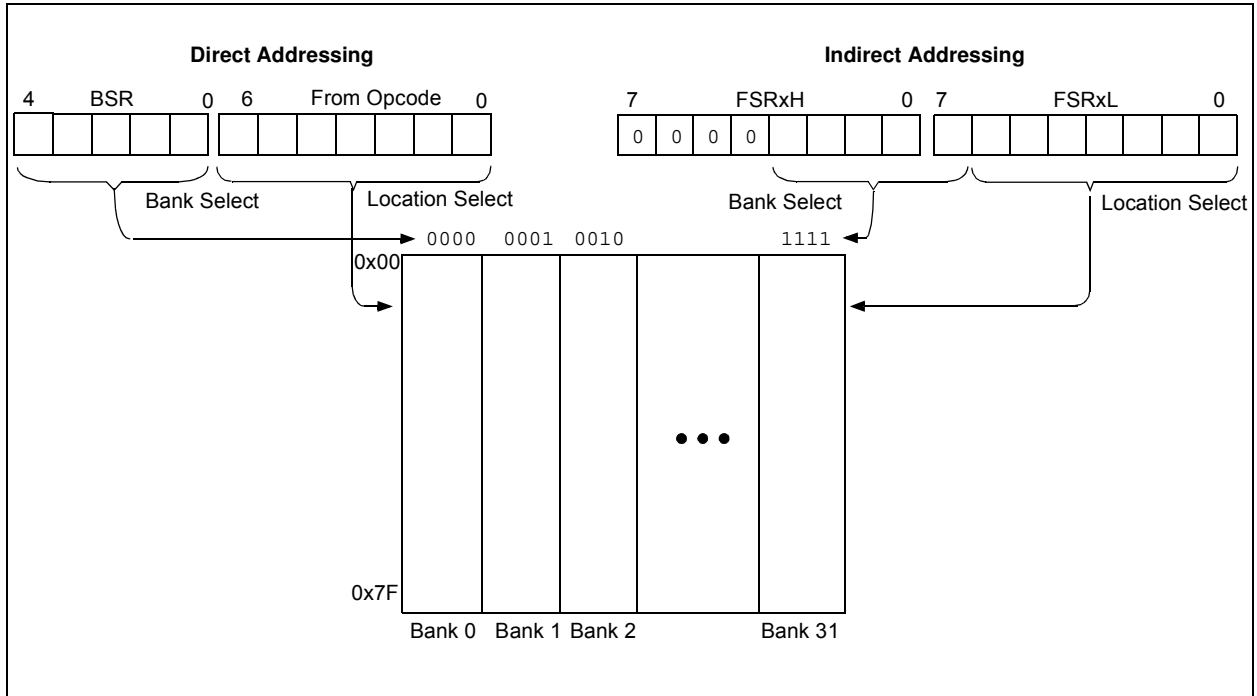 Direct Addressing
Indirect Addressing
4 BSR 0 6 From Opcode 0
7 FSRxH 0 7 FSRxL 0
0 0 0 0
Bank Select
Location Select
Bank Select
Location Select
0000 0001 0010 1111
0x00
0x7F
Bank 0 Bank 1 Bank 2 Bank 31